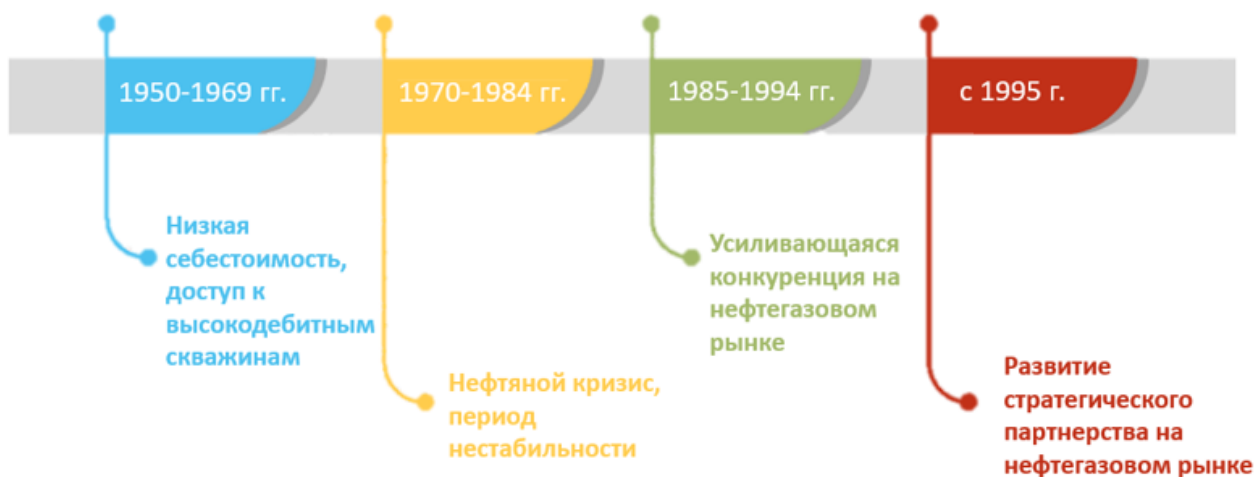 1950-1969 гг.
1970-1984 гг.
1985-1994 гг.
с 1995 г.
Низкая
себестоимость,
доступ к
высокодебитным
скважинам
Нефтяной кризис,
период
нестабильности
Усиливающаяся
конкуренция на
нефтегазовом
рынке
Развитие
стратегического
партнерства на
нефтегазовом рынке